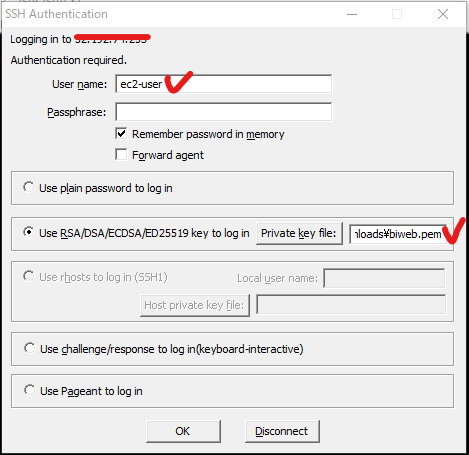 SSH Authentication
Logging in to
Authentication required.
User name: ec2-user
Passphrase:
Remember password in memory
Forward agent
Use plain password to log in
Use RSA/DSA/ECDSA/ED25519 key to log in Private key file: nloads¥biweb.pem
Use rhosts to log in (SSH1) Local user name:
Host private key file:
Use challenge/response to log in(keyboard-interactive)
Use Pageant to log in
OK Disconnect